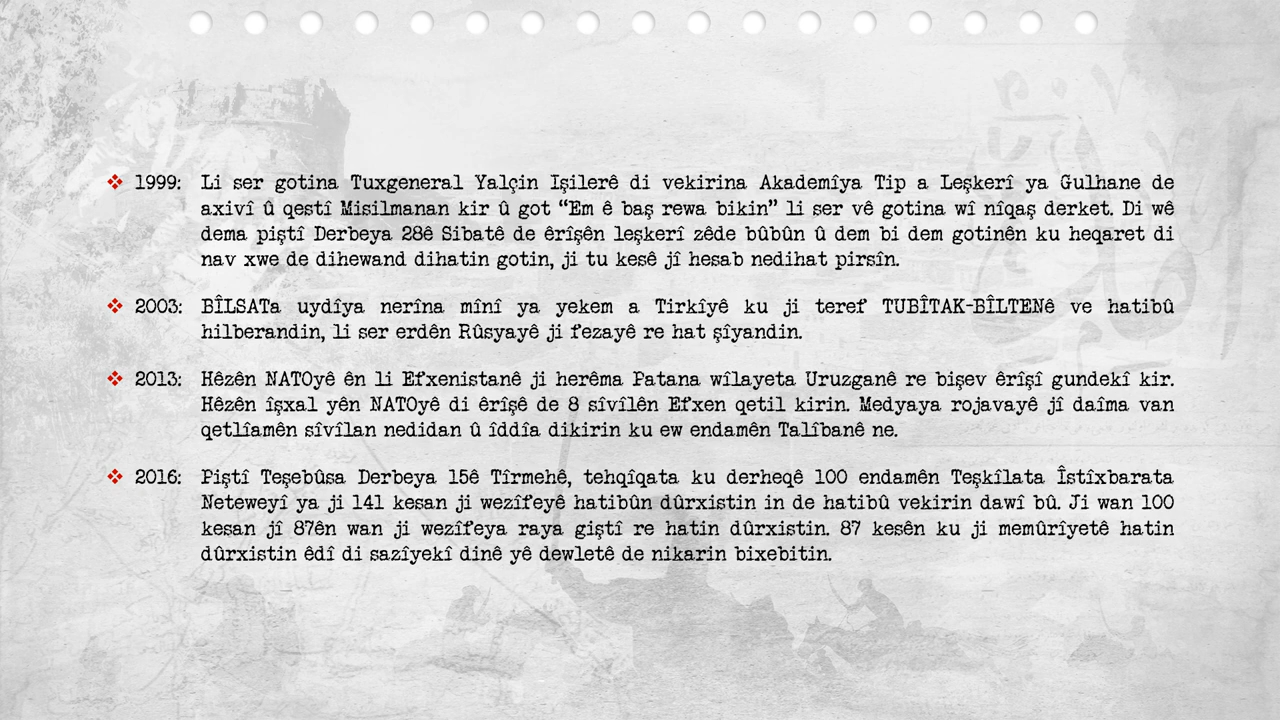 ❖ 1999: Li ser gotina Tuxgeneral Yalçin Işilerê di vekirina Akademîya Tip a Leşkerî ya Gulhane de
axivî û qestî Misilmanan kir û got “Em ê baş rewa bikin” li ser vê gotina wî nîqaş derket. Di wê
dema piştî Derbeya 28ê Sibatê de êrîşên leşkerî zêde bûbûn û dem bi dem gotinên ku heqaret di
nav xwe de dihewand dihatin gotin, ji tu kesê jî hesab nedihat pirsîn.
❖ 2003: BÎLSATa uydîya nerîna mînî ya yekem a Tirkîyê ku ji teref TUBÎTAK-BÎLTENê ve hatibû
hilberandin, li ser erdên Rûsyayê ji fezayê re hat şîyandin.
❖ 2013: Hêzên NATOyê ên li Efxenistanê ji herêma Patana wîlayeta Uruzganê re bişev êrîşî gundekî kir.
Hêzên îşxal yên NATOyê di êrîşê de 8 sîvîlên Efxen qetil kirin. Medyaya rojavayê jî daîma van
qetlîamên sîvîlan nedidan û îddîa dikirin ku ew endamên Talîbanê ne.
❖ 2016: Piştî Teşebûsa Derbeya 15ê Tîrmehê, tehqîqata ku derheqê 100 endamên Teşkîlata Îstîxbarata
Neteweyî ya ji 141 kesan ji wezîfeyê hatibûn dûrxistin in de hatibû vekirin dawî bû. Ji wan 100
kesan jî 87ên wan ji wezîfeya raya giştî re hatin dûrxistin. 87 kesên ku ji memûrîyetê hatin
dûrxistin êdî di sazîyekî dinê yê dewletê de nikarin bixebitin.